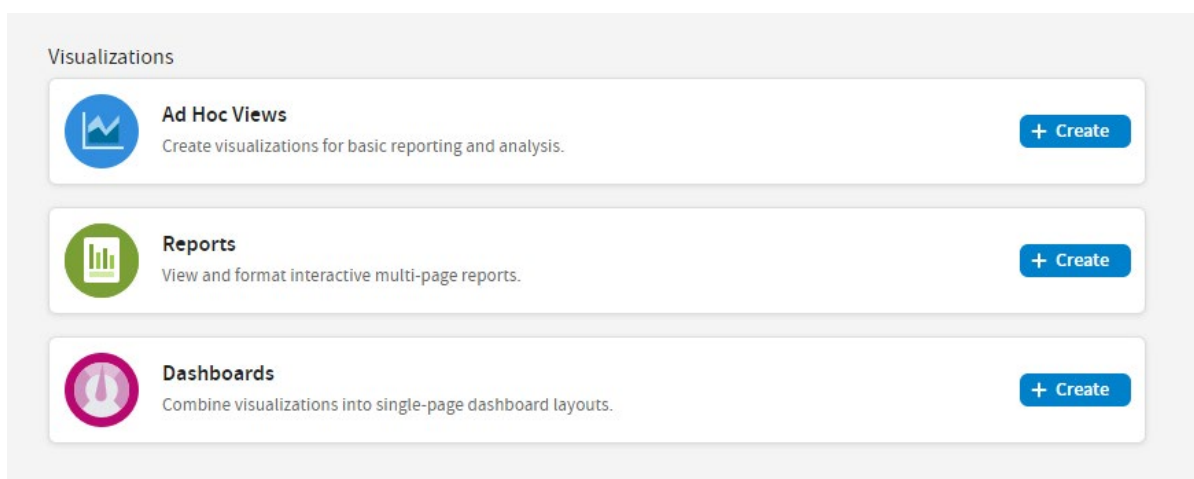 Visualizations
Ad Hoc Views
Create visualizations for basic reporting and analysis.
+ Create
Reports
View and format interactive multi-page reports.
+ Create
Dashboards
Combine visualizations into single-page dashboard layouts.
+ Create